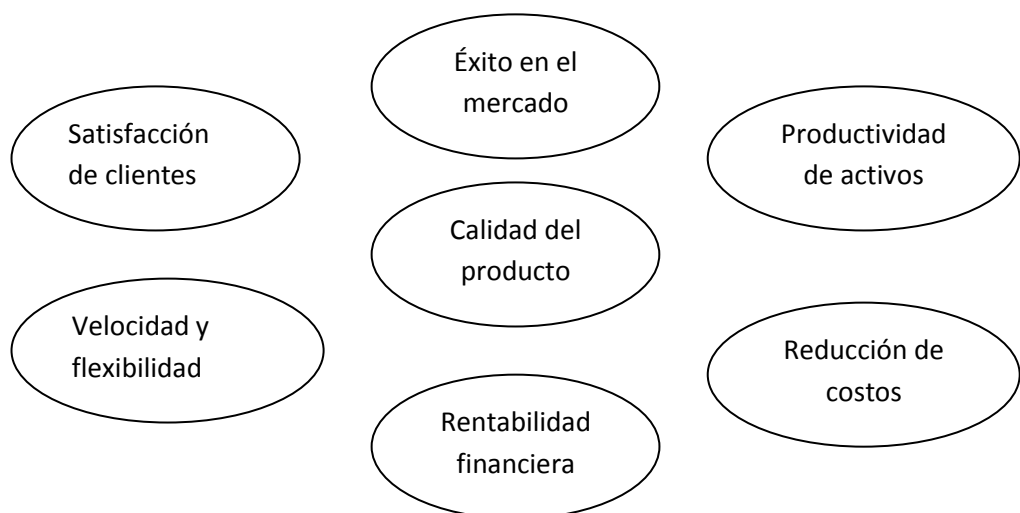 Éxito en el
mercado
Satisfacción
de clientes
Productividad
de activos
Calidad del
producto
Velocidad y
flexibilidad
Reducción de
costos
Rentabilidad
financiera